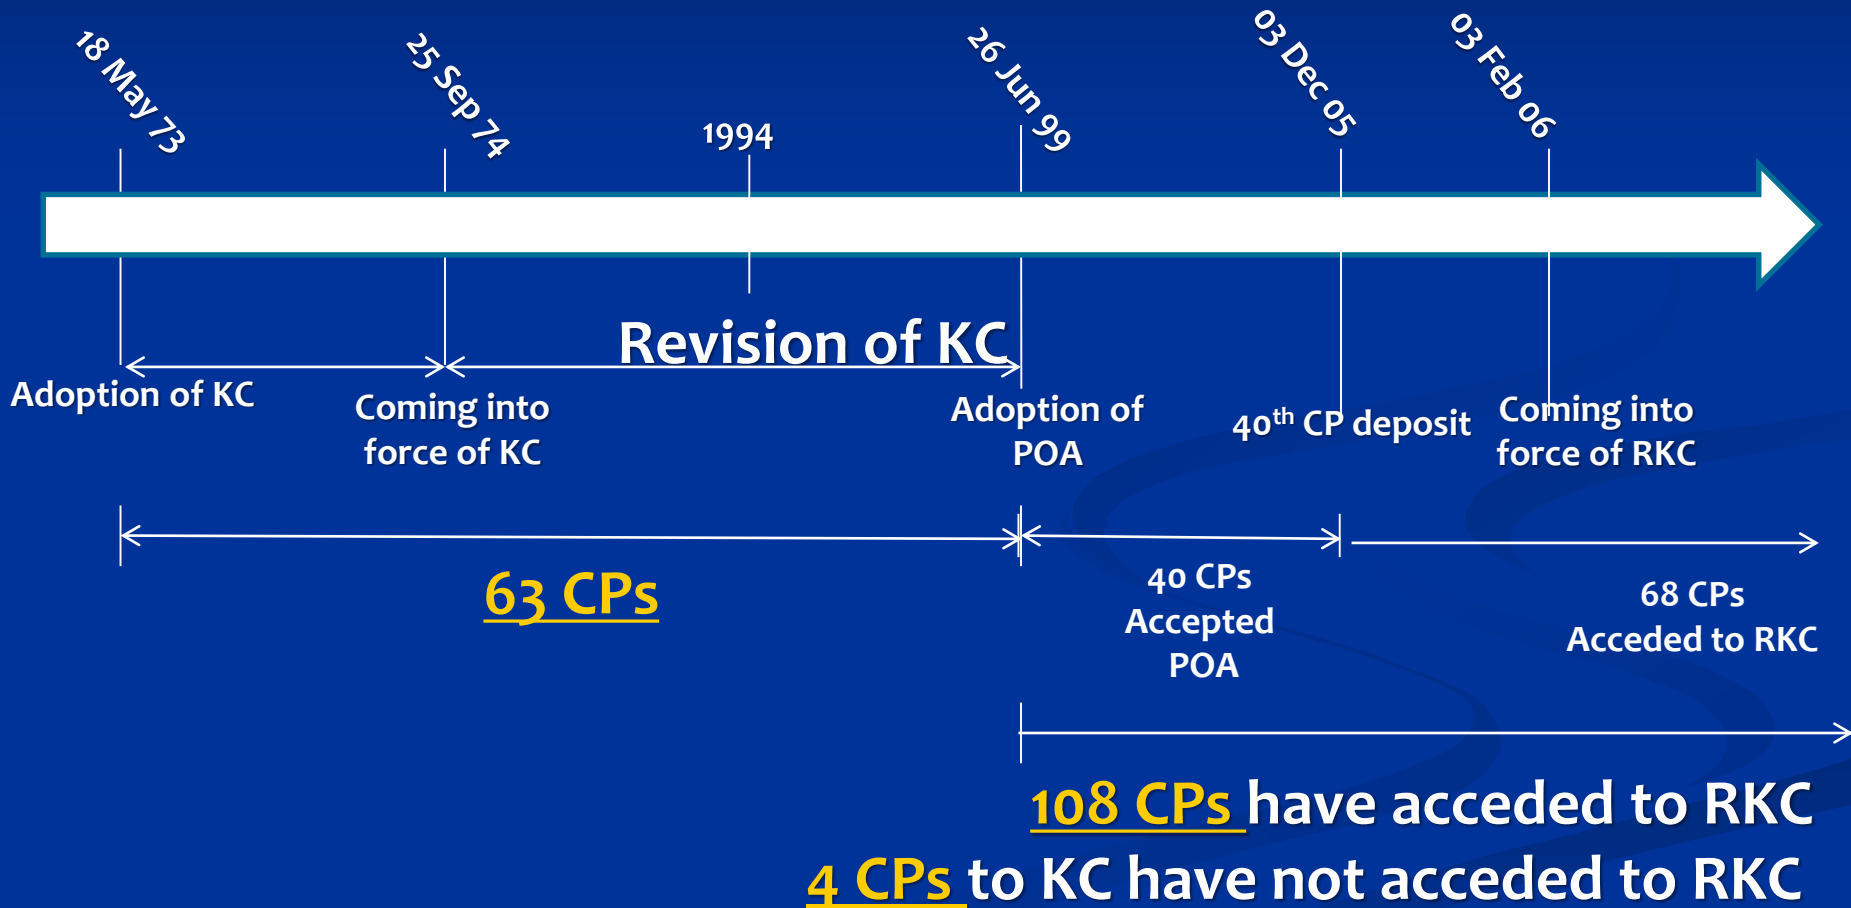 18 May 73
25 Sep 74
1994
26 Jun 99
03 Dec 05
03 Feb 06
Revision of KC
Adoption of KC
Coming into
force of KC
Adoption of
POA
40th CP deposit
Coming into
force of RKC
63 CPs
40 CPs
Accepted
POA
68 CPs
Acceded to RKC
108 CPs have acceded to RKC
4 CPs to KC have not acceded to RKC